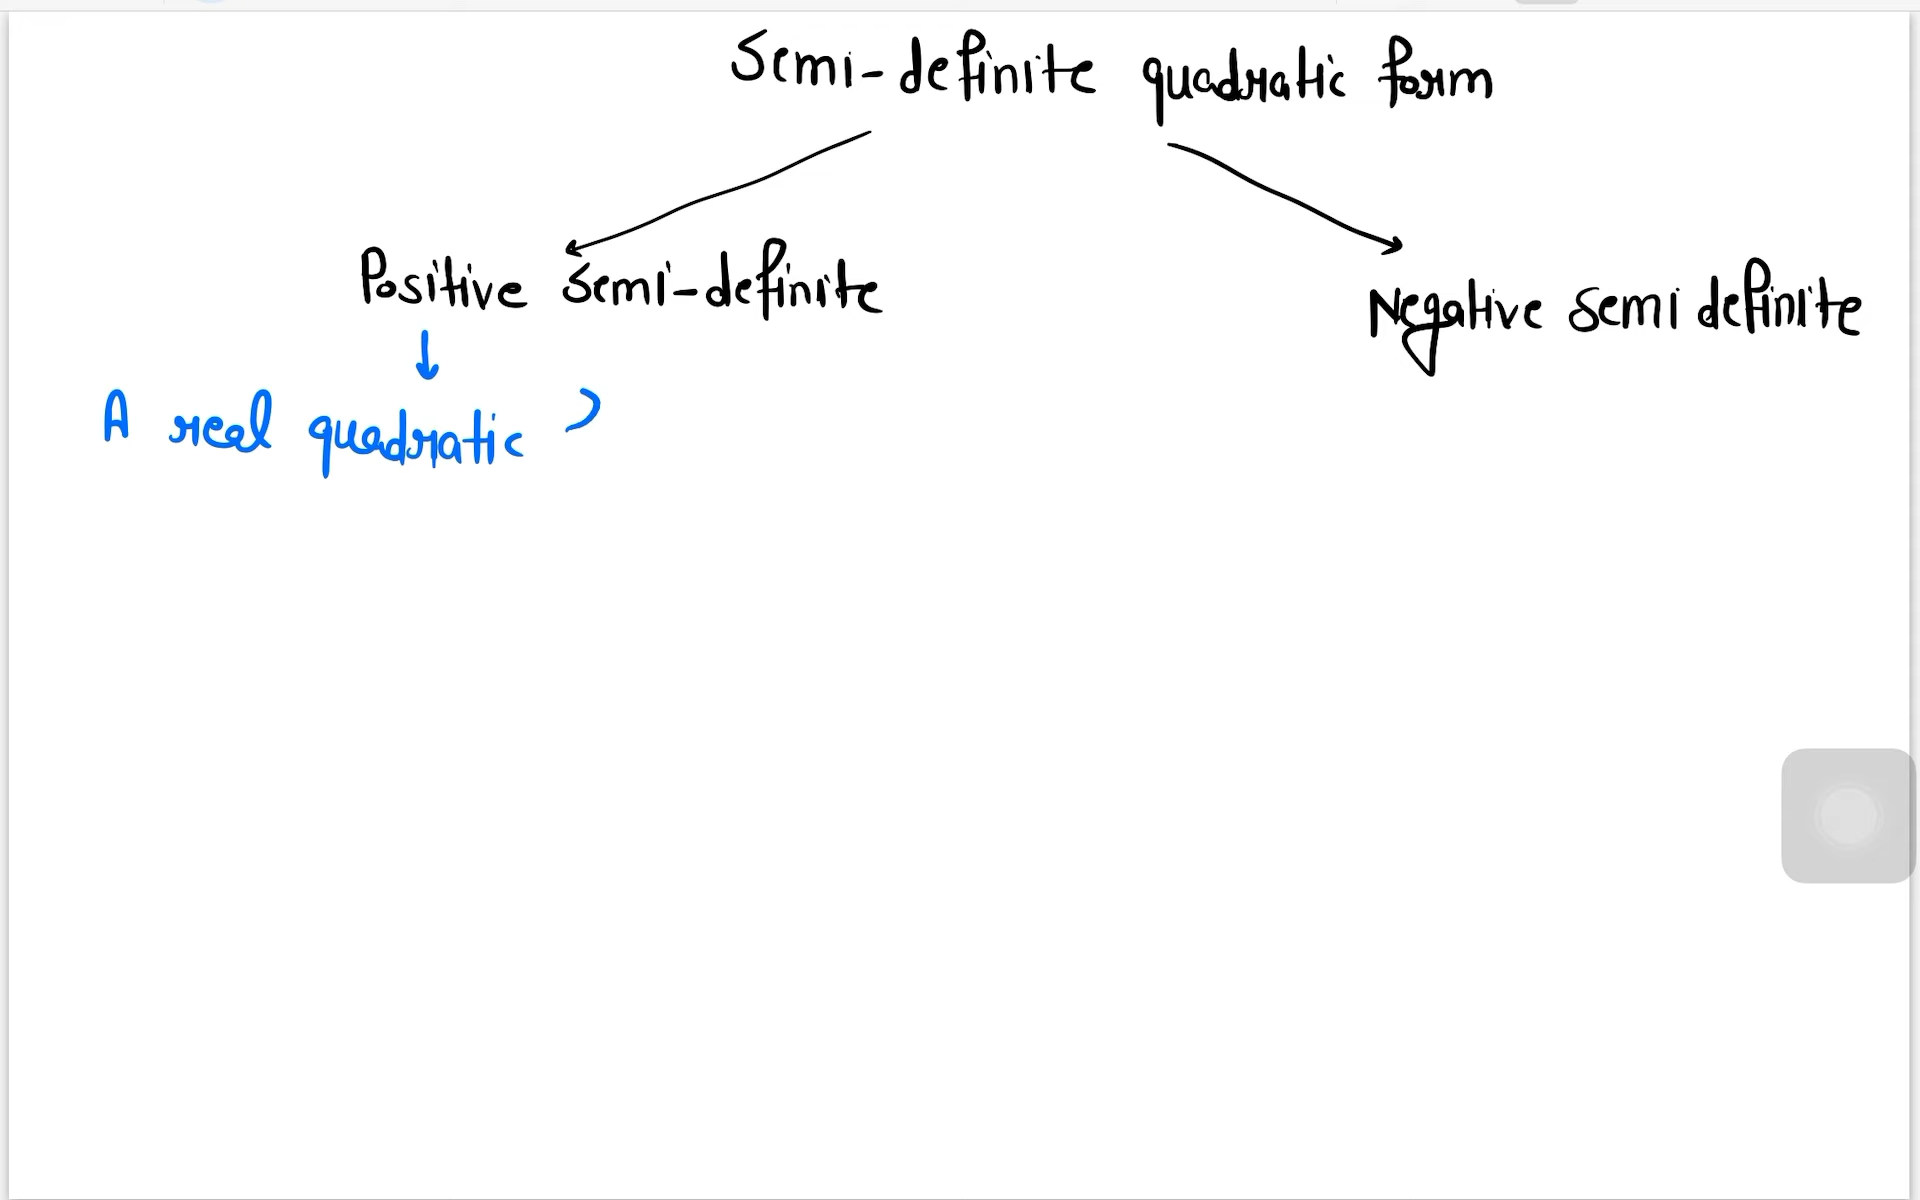 Semi-definite quadratic form
Positive Semi-definite
Negative semi definite
A real quadratic